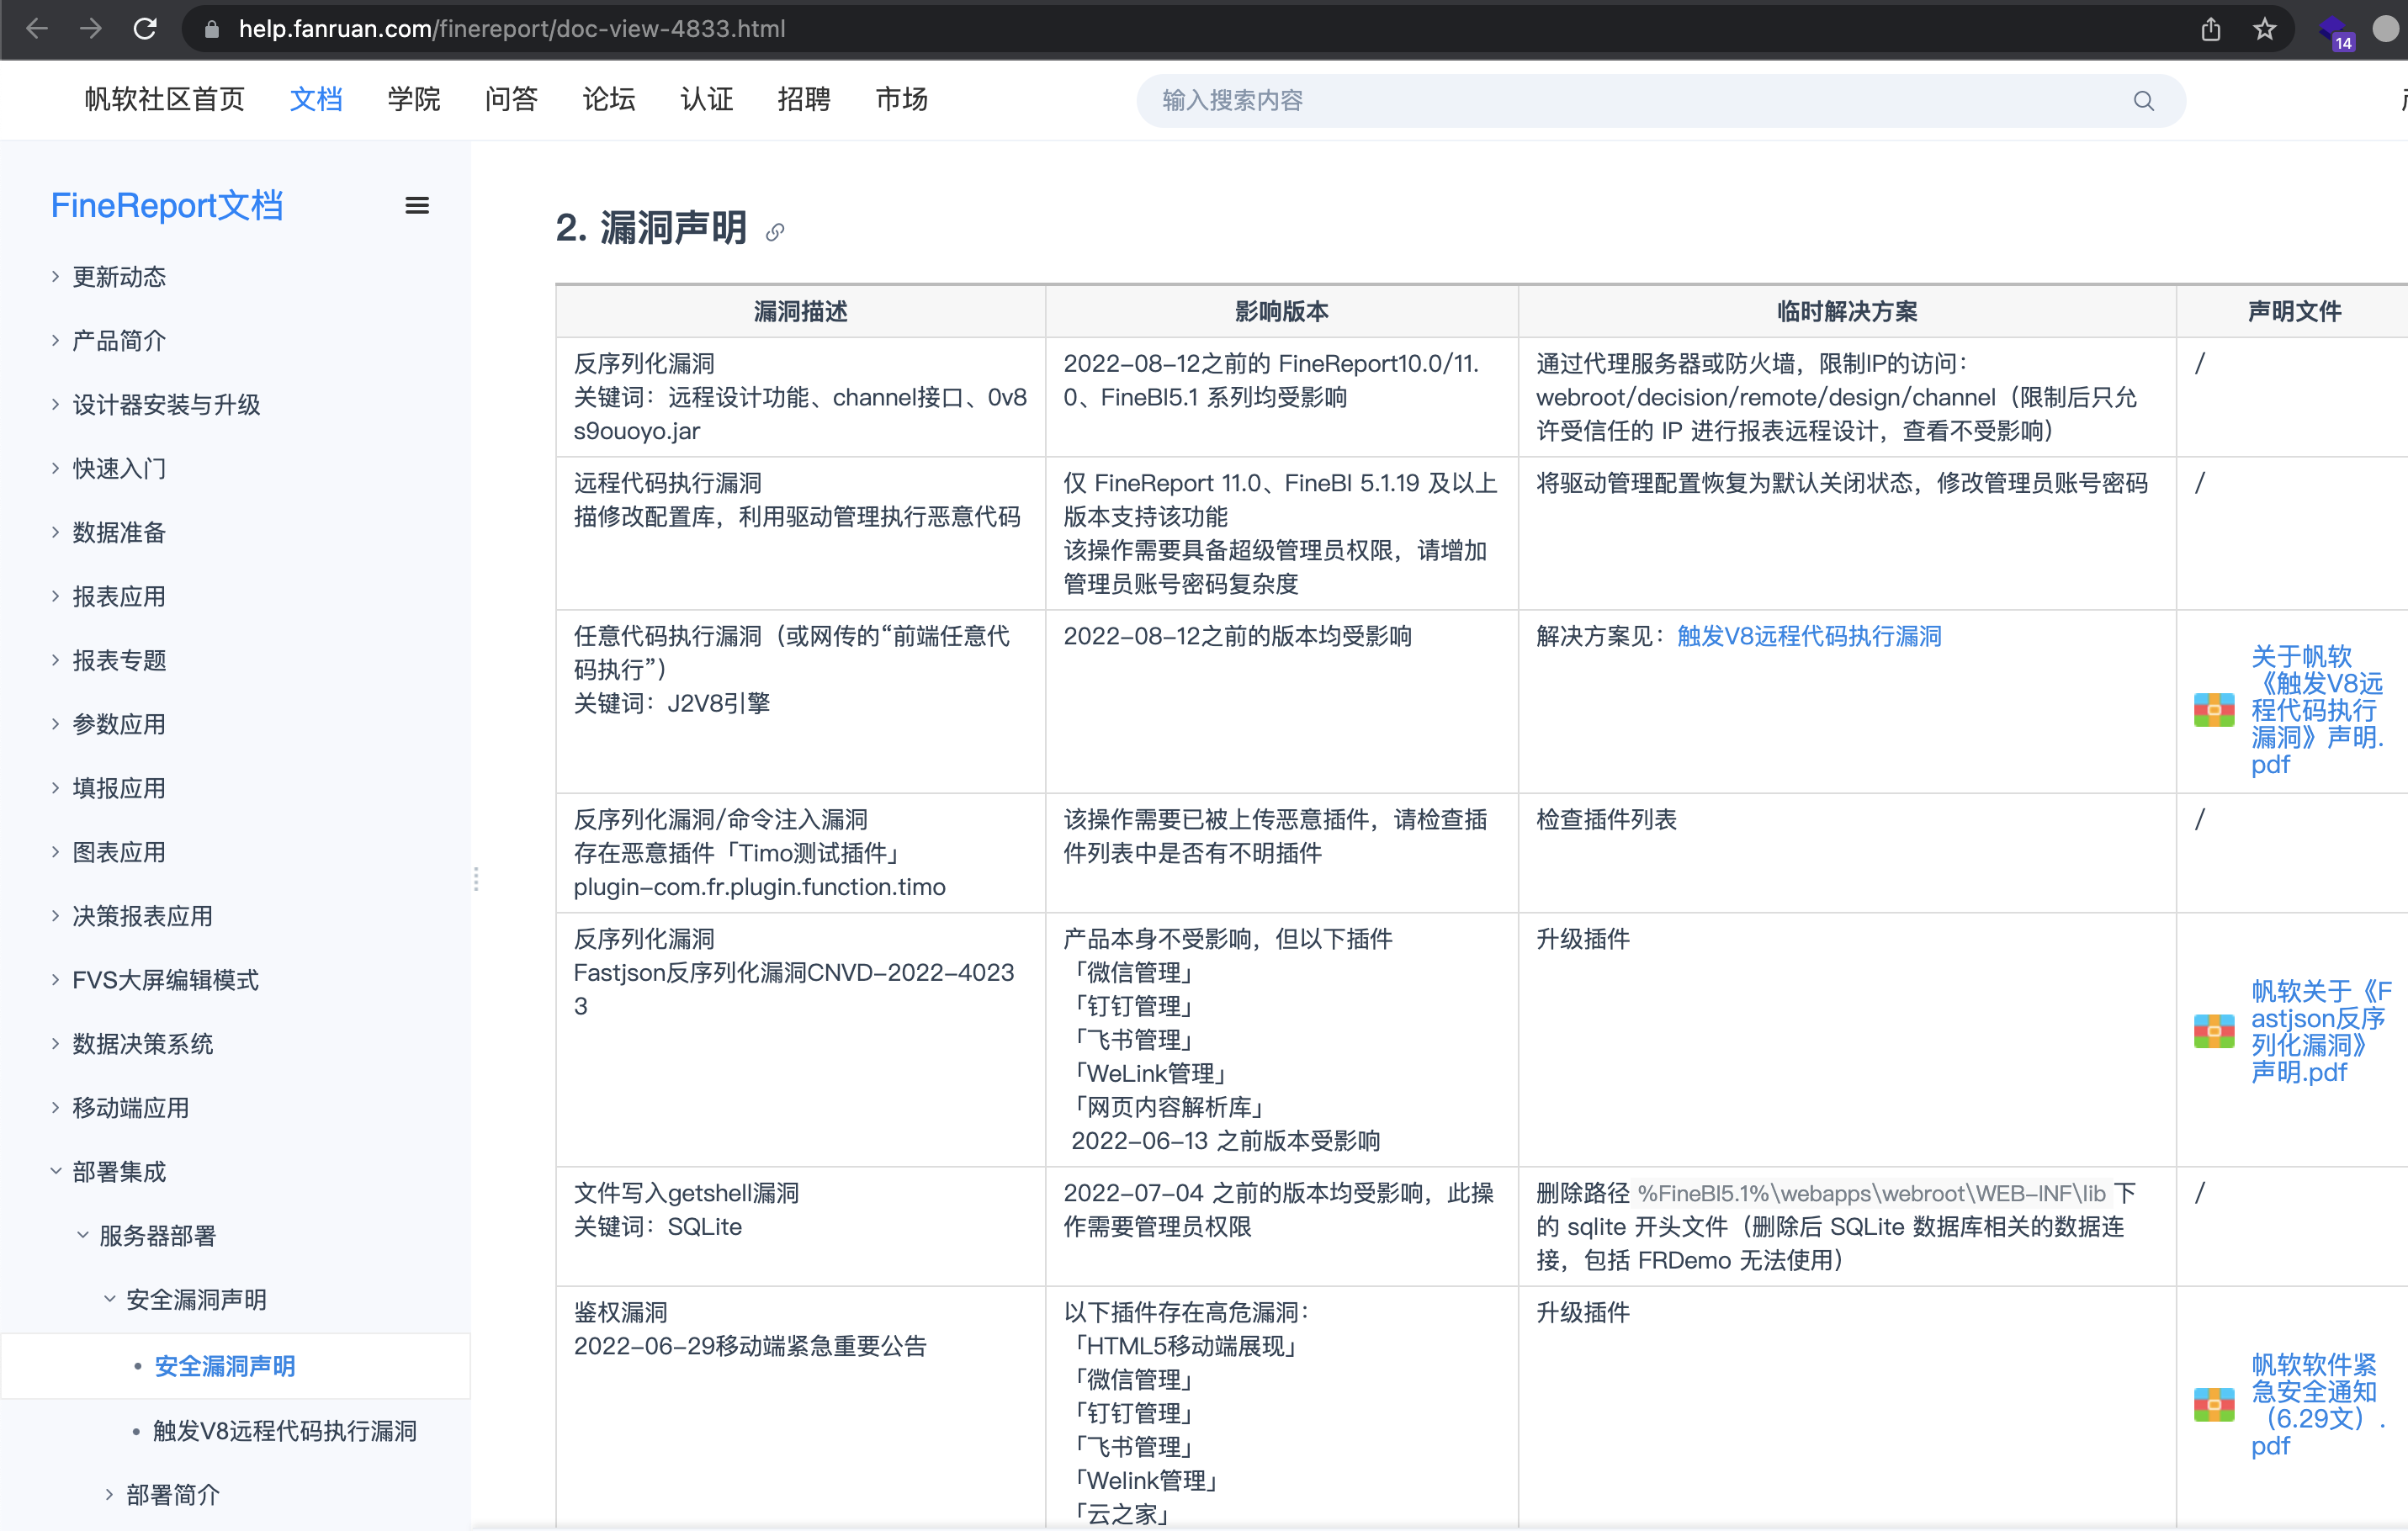 help.fanruan.com/finereport/doc-view-4833.html
14
帆软社区首页 文档 学院 问答 论坛 认证 招聘 市场
输入搜索内容
FineReport文档
更新动态
产品简介
设计器安装与升级
快速入门
数据准备
报表应用
报表专题
参数应用
填报应用
图表应用
决策报表应用
FVS大屏编辑模式
数据决策系统
移动端应用
部署集成
服务器部署
安全漏洞声明
安全漏洞声明
触发V8远程代码执行漏洞
部署简介
2. 漏洞声明
漏洞描述 影响版本 临时解决方案 声明文件
反序列化漏洞
关键词：远程设计功能、channel接口、0v8
s9ouoyo.jar
2022-08-12之前的 FineReport10.0/11.
0、FineBI5.1 系列均受影响
通过代理服务器或防火墙，限制IP的访问：
webroot/decision/remote/design/channel（限制后只允
许受信任的 IP 进行报表远程设计，查看不受影响）
/
远程代码执行漏洞
描修改配置库，利用驱动管理执行恶意代码
仅 FineReport 11.0、FineBI 5.1.19 及以上
版本支持该功能
该操作需要具备超级管理员权限，请增加
管理员账号密码复杂度
将驱动管理配置恢复为默认关闭状态，修改管理员账号密码
/
任意代码执行漏洞（或网传的“前端任意代
码执行”）
关键词：J2V8引擎
2022-08-12之前的版本均受影响
解决方案见：触发V8远程代码执行漏洞
关于帆软
《触发V8远
程代码执行
漏洞》声明.
pdf
反序列化漏洞/命令注入漏洞
存在恶意插件「Timo测试插件」
plugin-com.fr.plugin.function.timo
该操作需要已被上传恶意插件，请检查插
件列表中是否有不明插件
检查插件列表
/
反序列化漏洞
Fastjson反序列化漏洞CNVD-2022-4023
3
产品本身不受影响，但以下插件
「微信管理」
「钉钉管理」
「飞书管理」
「WeLink管理」
「网页内容解析库」
2022-06-13 之前版本受影响
升级插件
帆软关于《F
astjson反序
列化漏洞》
声明.pdf
文件写入getshell漏洞
关键词：SQLite
2022-07-04 之前的版本均受影响，此操
作需要管理员权限
删除路径 %FineBI5.1%\webapps\webroot\WEB-INF\lib 下
的 sqlite 开头文件（删除后 SQLite 数据库相关的数据连
接，包括 FRDemo 无法使用）
/
鉴权漏洞
2022-06-29移动端紧急重要公告
以下插件存在高危漏洞：
「HTML5移动端展现」
「微信管理」
「钉钉管理」
「飞书管理」
「Welink管理」
「云之家」
升级插件
帆软软件紧
急安全通知
（6.29文）.
pdf